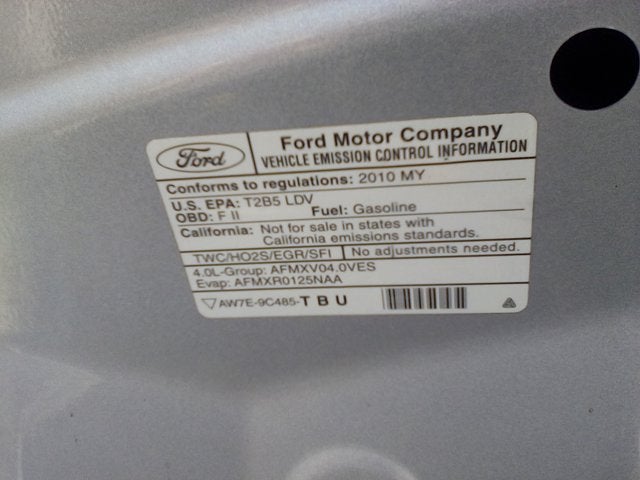 Ford
Ford Motor Company
VEHICLE EMISSION CONTROL INFORMATION
Conforms to regulations: 2010 MY
U.S. EPA: T2B5 LDV
OBD: F II Fuel: Gasoline
California: Not for sale in states with
California emissions standards.
TWC/HO2S/EGR/SFI No adjustments needed.
4.0L-Group: AFMXV04.0VES
Evap: AFMXR0125NAA
AW7E-9C485-TBU